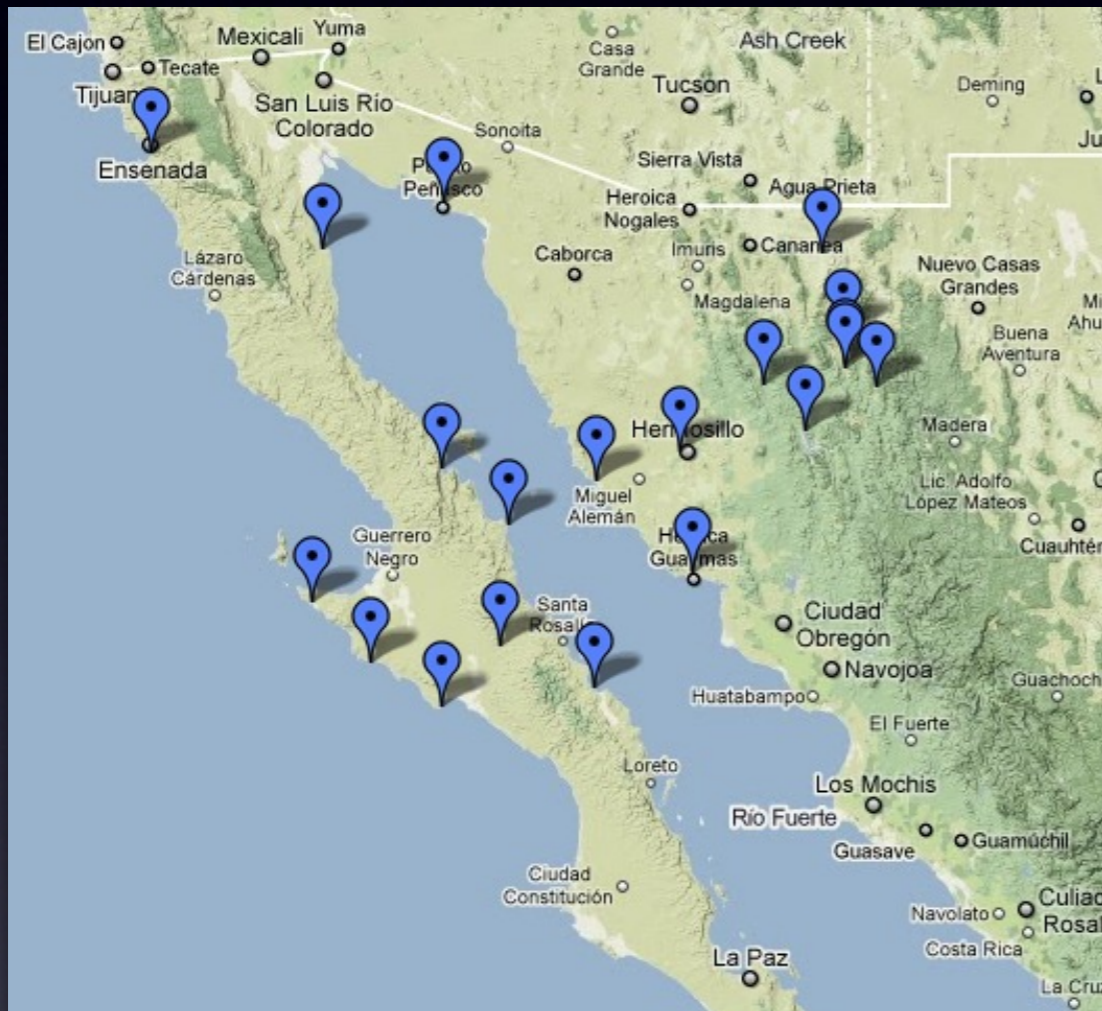 El Cajon
Mexicali
Yuma
Tecate
San Luis Río
Colorado
Ensenada
Lázaro
Cárdenas
Casa
Grande
Ash Creek
Tucson
Deming
Sonoita
Sierra Vista
Agua Prieta
Heroica
Nogales
Imuris
Cananea
Caborca
Magdalena
Nuevo Casas
Grandes
Buena
Aventura
Madera
Lic. Adolfo
López Mateos
Miguel
Alemán
Guerrero
Negro
Santa
Ciudad
Obregón
Navojoa
Huatabampo
El Fuerte
Loreto
Los Mochis
Río Fuerte
Guasave
Guamúchil
Ciudad
Constitución
Navolato
Costa Rica
La Paz